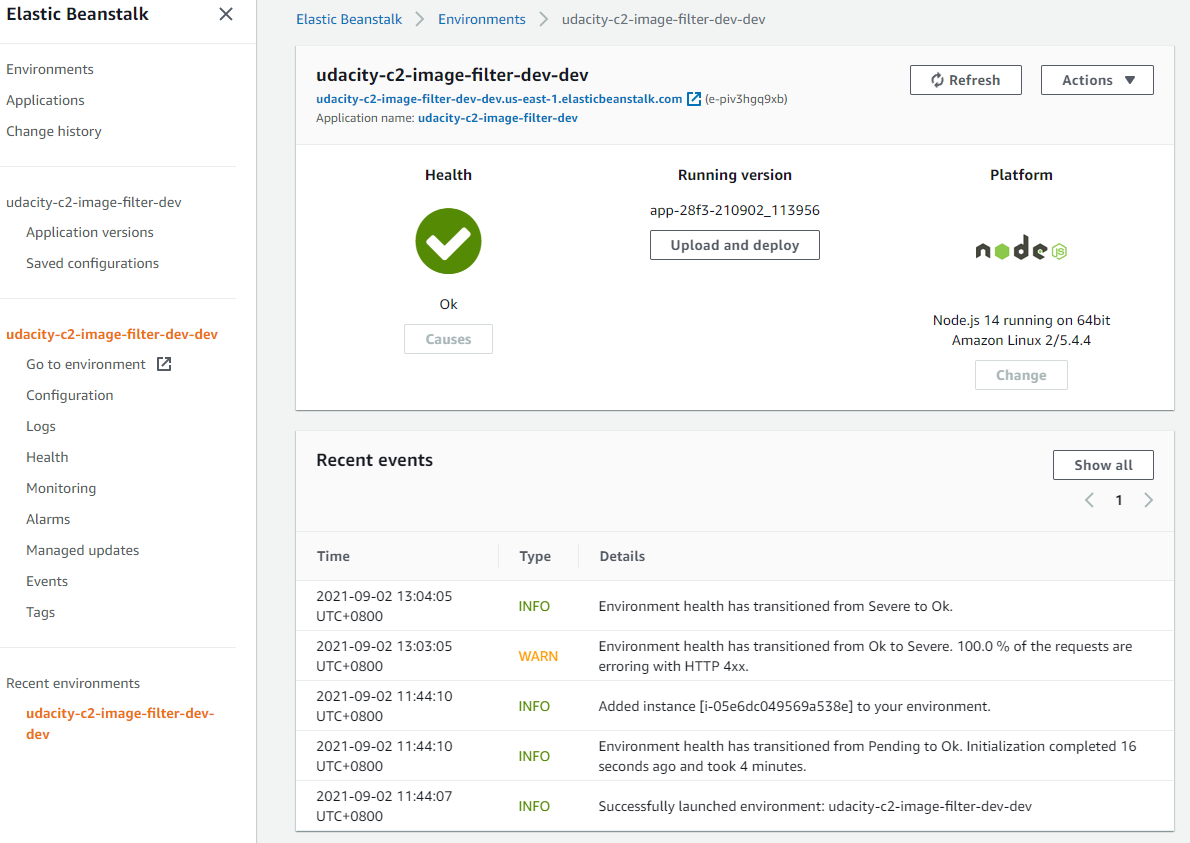 Elastic Beanstalk
Environments
Applications
Change history
udacity-c2-image-filter-dev
Application versions
Saved configurations
udacity-c2-image-filter-dev-dev
Go to environment
Configuration
Logs
Health
Monitoring
Alarms
Managed updates
Events
Tags
Recent environments
udacity-c2-image-filter-dev-
dev
Elastic Beanstalk > Environments > udacity-c2-image-filter-dev-dev
udacity-c2-image-filter-dev-dev
Refresh
Actions
udacity-c2-image-filter-dev-dev.us-east-1.elasticbeanstalk.com (e-piv3hgq9xb)
Application name: udacity-c2-image-filter-dev
Health
Ok
Causes
Running version
app-28f3-210902_113956
Upload and deploy
Platform
node JS
Node.js 14 running on 64bit
Amazon Linux 2/5.4.4
Change
Recent events
Show all
1
Time Type Details
2021-09-02 13:04:05
UTC+0800
INFO
Environment health has transitioned from Severe to Ok.
2021-09-02 13:03:05
UTC+0800
WARN
Environment health has transitioned from Ok to Severe. 100.0 % of the requests are
erroring with HTTP 4xx.
2021-09-02 11:44:10
UTC+0800
INFO
Added instance [i-05e6dc049569a538e] to your environment.
2021-09-02 11:44:10
UTC+0800
INFO
Environment health has transitioned from Pending to Ok. Initialization completed 16
seconds ago and took 4 minutes.
2021-09-02 11:44:07
UTC+0800
INFO
Successfully launched environment: udacity-c2-image-filter-dev-dev